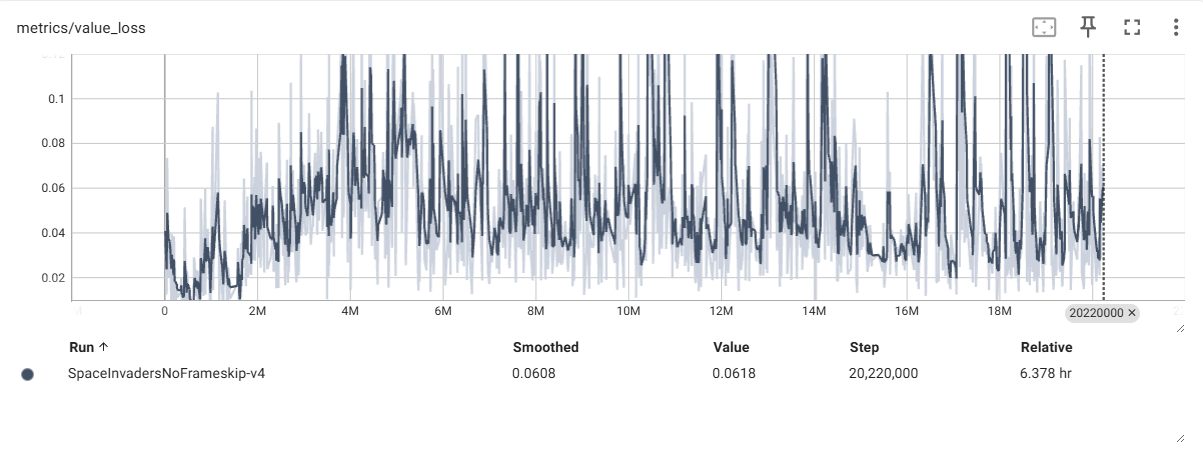 metrics/value_loss
0.12
0.1
0.08
0.06
0.04
0.02
0 2M 4M 6M 8M 10M 12M 14M 16M 18M 20220000 ✕
Run ↑ Smoothed Value Step Relative
SpaceInvadersNoFrameskip-v4 0.0608 0.0618 20,220,000 6.378 hr